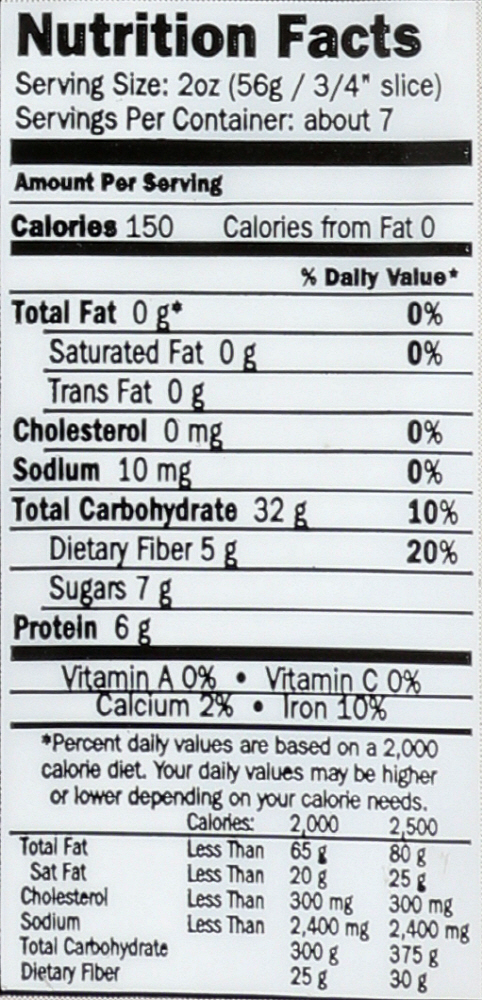 Nutrition Facts
Serving Size: 2oz (56g / 3/4" slice)
Servings Per Container: about 7
Amount Per Serving
Calories 150 Calories from Fat 0
% Daily Value*
Total Fat 0 g* 0%
Saturated Fat 0 g 0%
Trans Fat 0 g
Cholesterol 0 mg 0%
Sodium 10 mg 0%
Total Carbohydrate 32 g 10%
Dietary Fiber 5 g 20%
Sugars 7 g
Protein 6 g
Vitamin A 0% • Vitamin C 0%
Calcium 2% • Iron 10%
*Percent daily values are based on a 2,000
calorie diet. Your daily values may be higher
or lower depending on your calorie needs.
Calories: 2,000 2,500
Total Fat Less Than 65 g 80 g
Sat Fat Less Than 20 g 25 g
Cholesterol Less Than 300 mg 300 mg
Sodium Less Than 2,400 mg 2,400 mg
Total Carbohydrate 300 g 375 g
Dietary Fiber 25 g 30 g